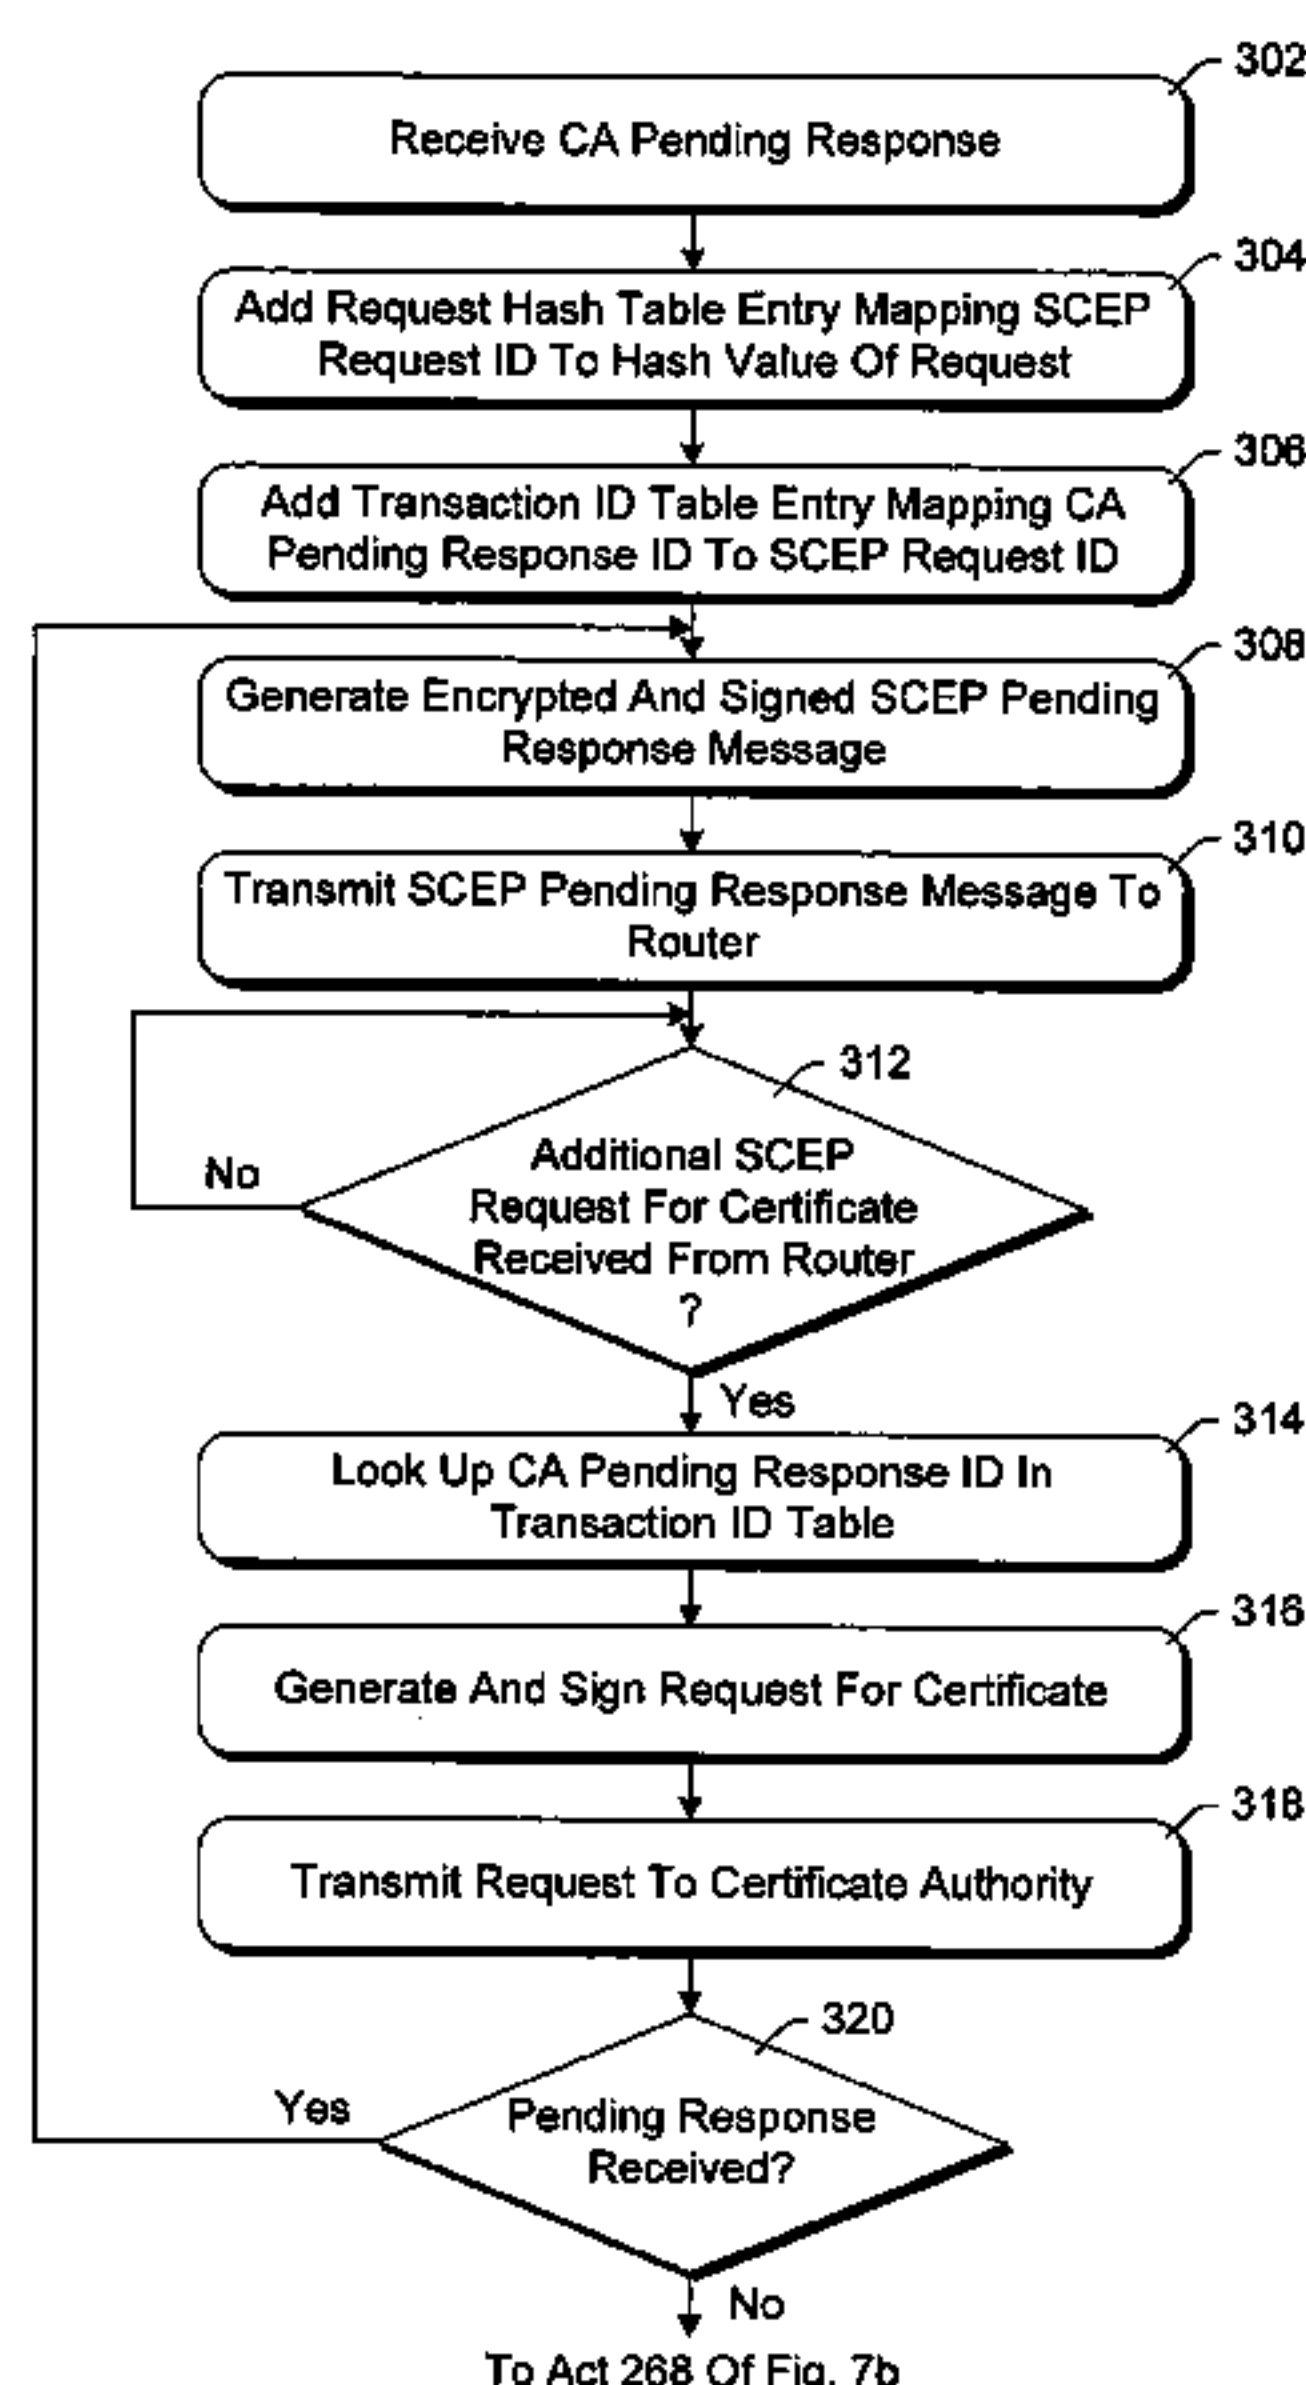 302
Receive CA Pending Response
304
Add Request Hash Table Entry Mapping SCEP
Request ID To Hash Value Of Request
306
Add Transaction ID Table Entry Mapping CA
Pending Response ID To SCEP Request ID
308
Generate Encrypted And Signed SCEP Pending
Response Message
310
Transmit SCEP Pending Response Message To
Router
312
Additional SCEP
Request For Certificate
Received From Router
?
No
Yes
314
Look Up CA Pending Response ID In
Transaction ID Table
316
Generate And Sign Request For Certificate
318
Transmit Request To Certificate Authority
320
Pending Response
Received?
Yes
No
To Act 268 Of Fig. 7b